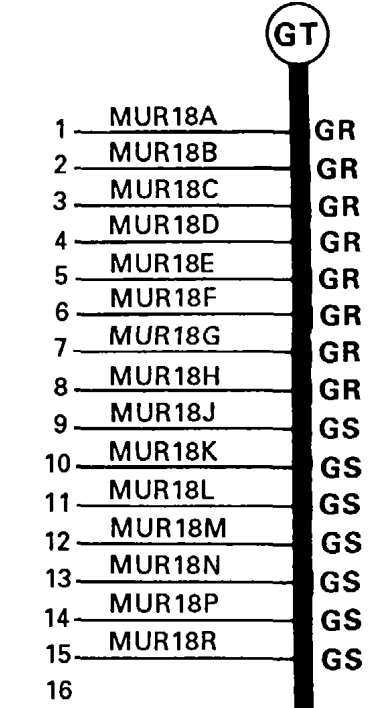 GT
1 MUR18A GR
2 MUR18B GR
3 MUR18C GR
4 MUR18D GR
5 MUR18E GR
6 MUR18F GR
7 MUR18G GR
8 MUR18H GR
9 MUR18J GS
10 MUR18K GS
11 MUR18L GS
12 MUR18M GS
13 MUR18N GS
14 MUR18P GS
15 MUR18R GS
16